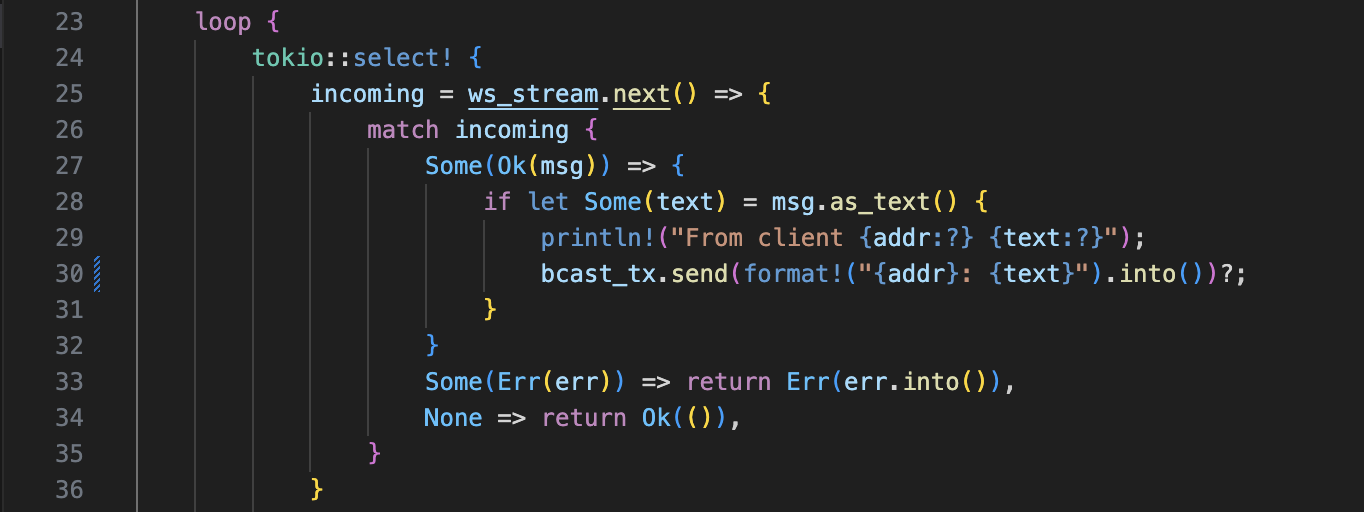 23 loop {
24 tokio::select! {
25 incoming = ws_stream.next() => {
26 match incoming {
27 Some(Ok(msg)) => {
28 if let Some(text) = msg.as_text() {
29 println!("From client {addr:?} {text:?}");
30 bcast_tx.send(format!("{addr}: {text}").into())?;
31 }
32 }
33 Some(Err(err)) => return Err(err.into()),
34 None => return Ok(()),
35 }
36 }